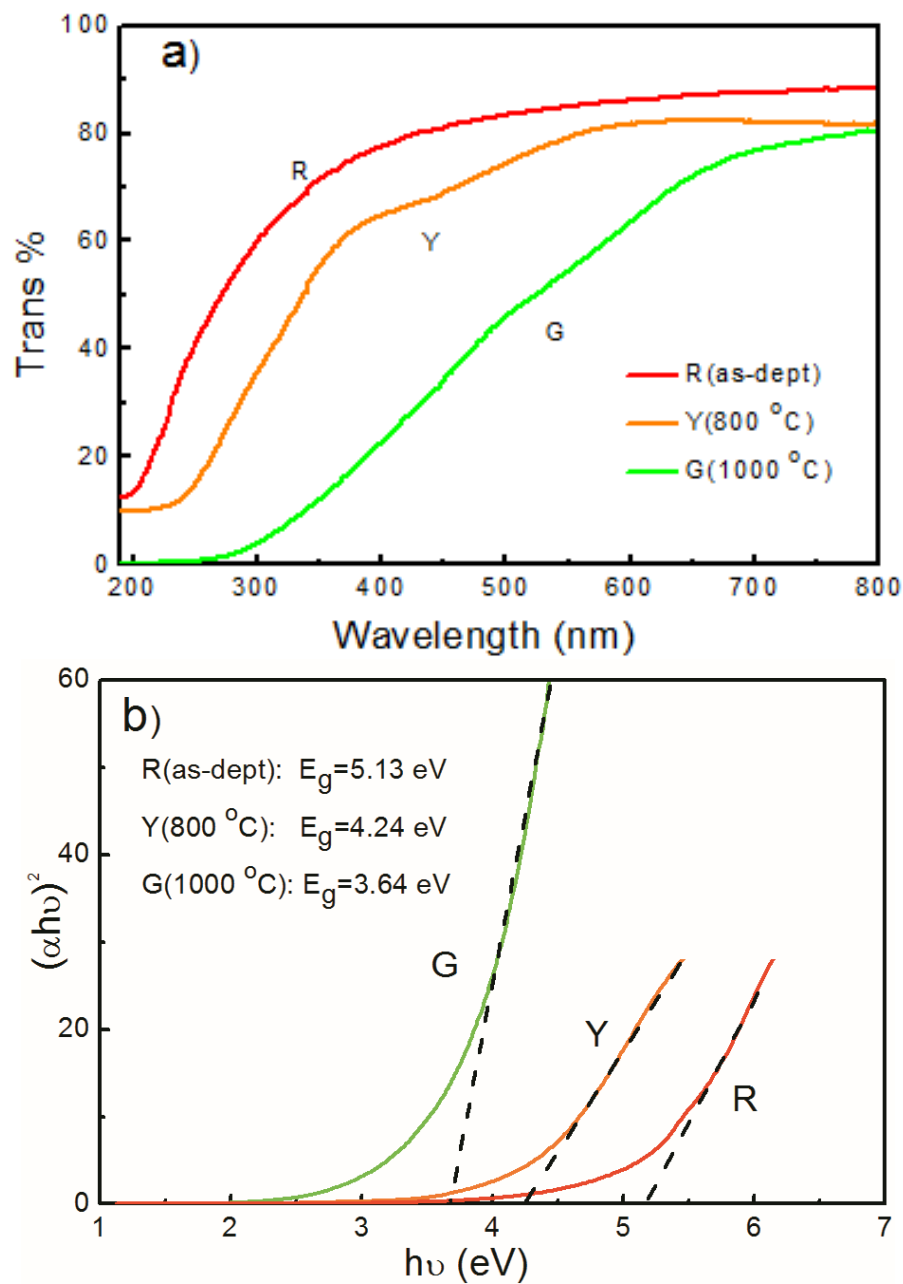 a)
100
80
60
40
20
0
Trans %
R
Y
G
R(as-dept)
Y(800 °C)
G(1000 °C)
200 300 400 500 600 700 800
Wavelength (nm)
b)
60
40
20
0
(αhυ)²
R(as-dept): Eg=5.13 eV
Y(800 °C): Eg=4.24 eV
G(1000 °C): Eg=3.64 eV
G
Y
R
1 2 3 4 5 6 7
hυ (eV)